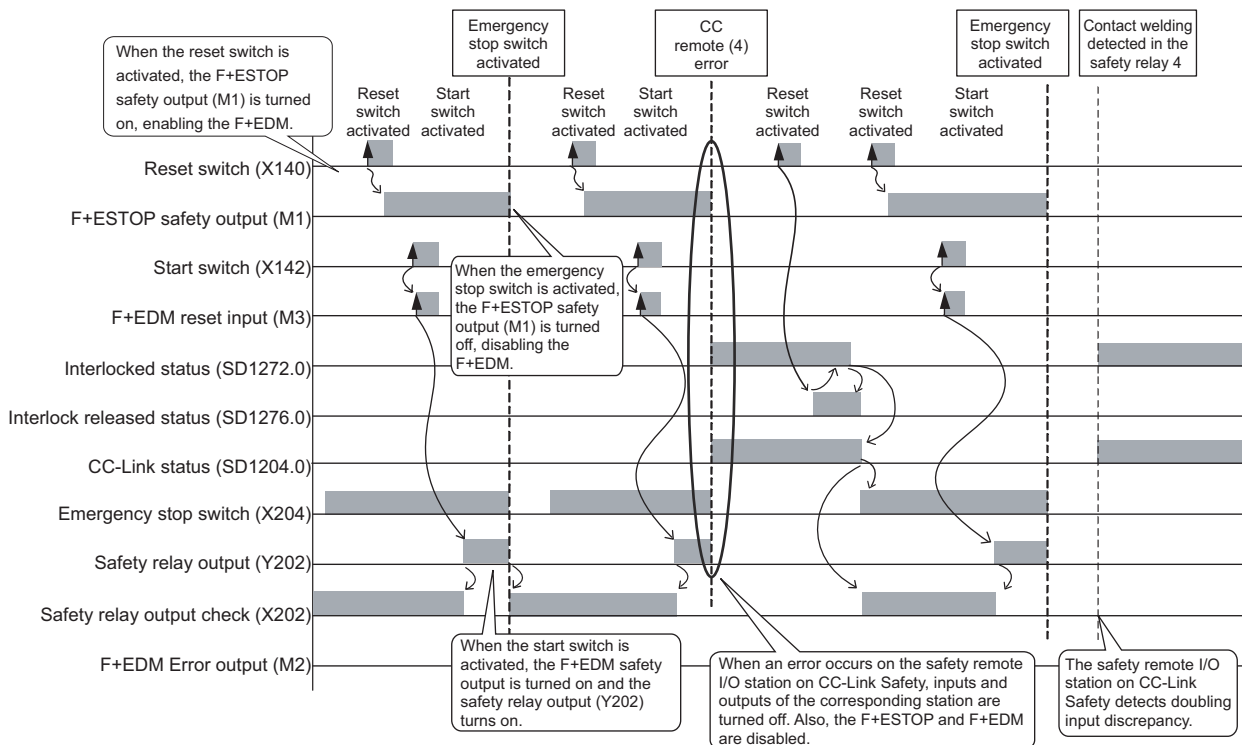 Emergency
stop switch
activated
CC
remote (4)
error
Emergency
stop switch
activated
Contact welding
detected in the
safety relay 4
When the reset switch is
activated, the F+ESTOP
safety output (M1) is turned
on, enabling the F+EDM.
Reset
switch
activated
Start
switch
activated
Reset
switch
activated
Start
switch
activated
Reset
switch
activated
Reset
switch
activated
Start
switch
activated
Reset switch (X140)
F+ESTOP safety output (M1)
Start switch (X142)
F+EDM reset input (M3)
Interlocked status (SD1272.0)
Interlock released status (SD1276.0)
CC-Link status (SD1204.0)
Emergency stop switch (X204)
Safety relay output (Y202)
Safety relay output check (X202)
F+EDM Error output (M2)
When the emergency
stop switch is activated,
the F+ESTOP safety
output (M1) is turned
off, disabling the
F+EDM.
When the start switch is
activated, the F+EDM safety
output is turned on and the
safety relay output (Y202)
turns on.
When an error occurs on the safety remote
I/O station on CC-Link Safety, inputs and
outputs of the corresponding station are
turned off. Also, the F+ESTOP and F+EDM
are disabled.
The safety remote I/O
station on CC-Link
Safety detects doubling
input discrepancy.